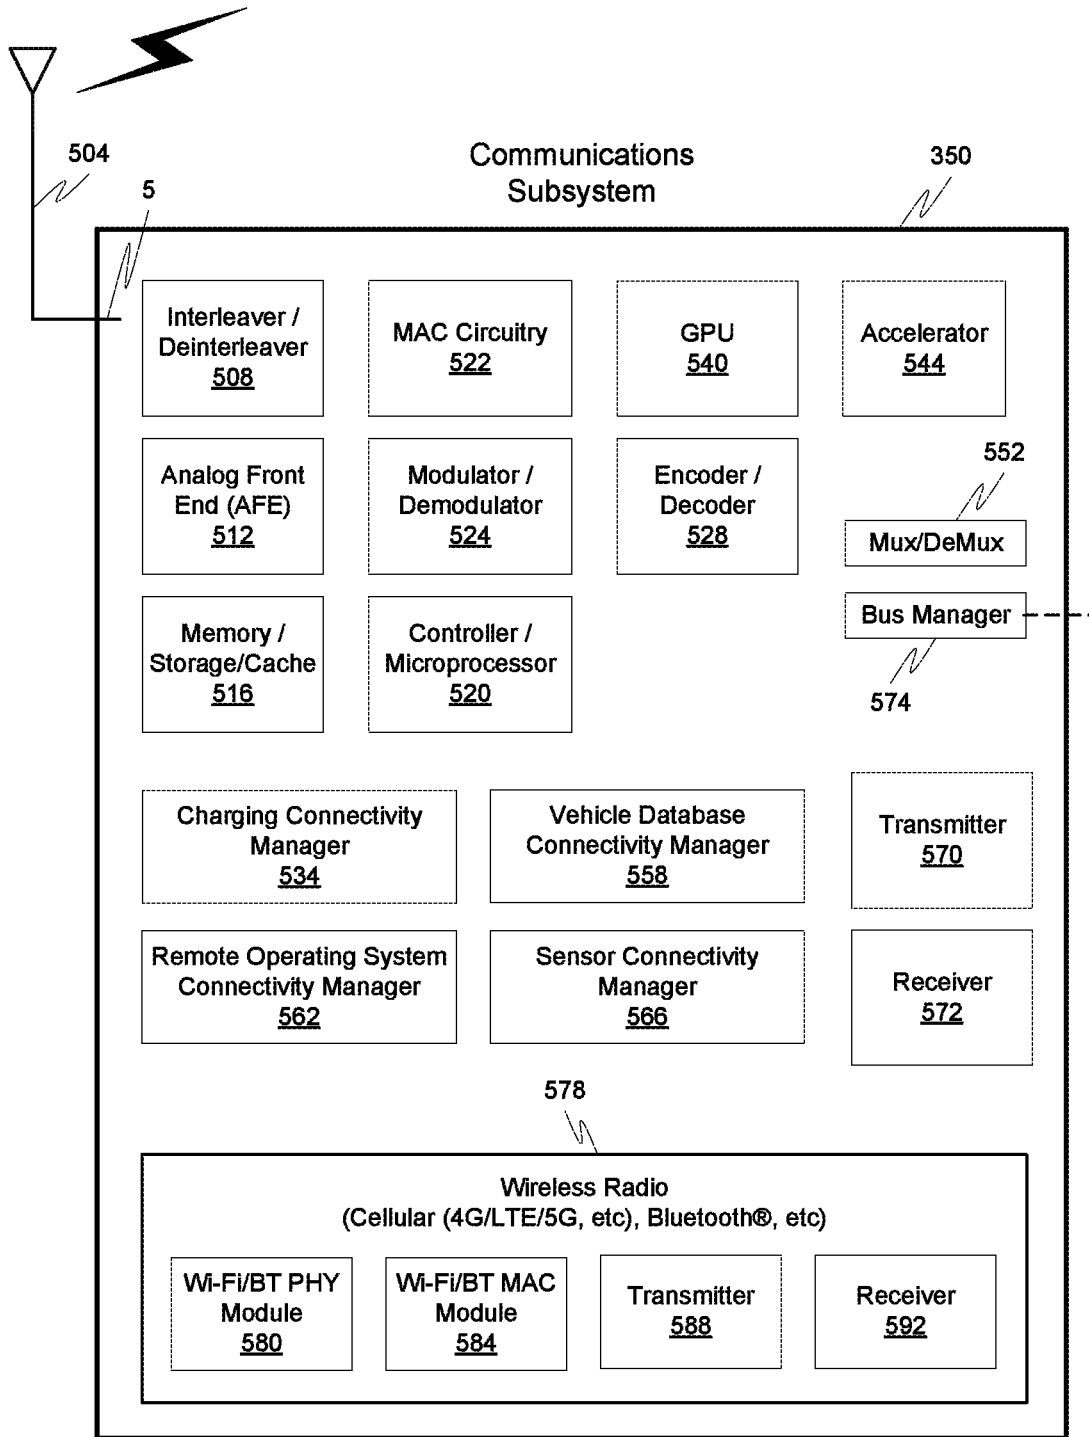 504
5
Communications
Subsystem
350
Interleaver /
Deinterleaver
508
MAC Circuitry
522
GPU
540
Accelerator
544
Analog Front
End (AFE)
512
Modulator /
Demodulator
524
Encoder /
Decoder
528
552
Mux/DeMux
Bus Manager
574
Memory /
Storage/Cache
516
Controller /
Microprocessor
520
Charging Connectivity
Manager
534
Vehicle Database
Connectivity Manager
558
Transmitter
570
Remote Operating System
Connectivity Manager
562
Sensor Connectivity
Manager
566
Receiver
572
578
Wireless Radio
(Cellular (4G/LTE/5G, etc), Bluetooth®, etc)
Wi-Fi/BT PHY
Module
580
Wi-Fi/BT MAC
Module
584
Transmitter
588
Receiver
592